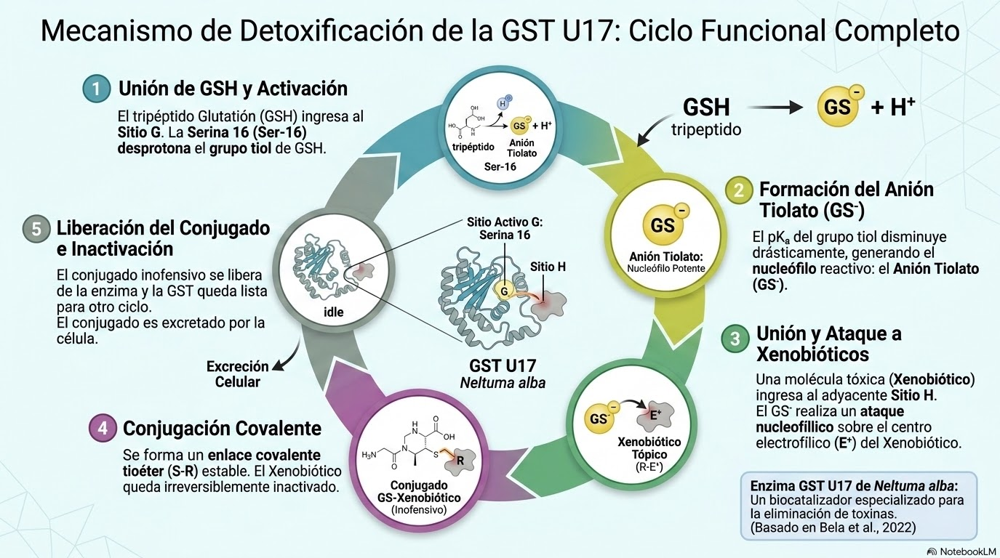 Mecanismo de Detoxificación de la GST U17: Ciclo Funcional Completo
1
Unión de GSH y Activación
El tripéptido Glutatión (GSH) ingresa al
Sitio G. La Serina 16 (Ser-16)
desprotona el grupo tiol de GSH.
OH
OH
HO
O
N
H
H
GS⁻ + H⁺
tripéptido
Anión
Tiolato
Ser-16
GSH
tripeptido
GS⁻ + H⁺
2
Formación del Anión
Tiolato (GS⁻)
El pKₐ del grupo tiol disminuye
drásticamente, generando el
nucleófilo reactivo: el Anión Tiolato
(GS⁻).
GS⁻
Anión Tiolato:
Nucleófilo Potente
3
Unión y Ataque a
Xenobióticos
Una molécula tóxica (Xenobiótico)
ingresa al adyacente Sitio H.
El GS⁻ realiza un ataque
nucleofíllico sobre el centro
electrofílico (E⁺) del Xenobiótico.
GS⁻
E⁺
Xenobiótico
Tópico
(R-E⁺)
4
Conjugación Covalente
Se forma un enlace covalente
tioéter (S-R) estable. El Xenobiótico
queda irreversiblemente inactivado.
H
N
O
OH
H₂N
N
O
S
R
Conjugado
GS-Xenobiótico
(Inofensivo)
5
Liberación del Conjugado
e Inactivación
El conjugado inofensivo se libera
de la enzima y la GST queda lista
para otro ciclo.
El conjugado es excretado por la
célula.
idle
Excreción
Celular
Sitio Activo G:
Serina 16
Sitio H
G
GST U17
Neltuma alba
Enzima GST U17 de Neltuma alba:
Un biocatalizador especializado para
la eliminación de toxinas.
(Basado en Bela et al., 2022)
NotebookLM